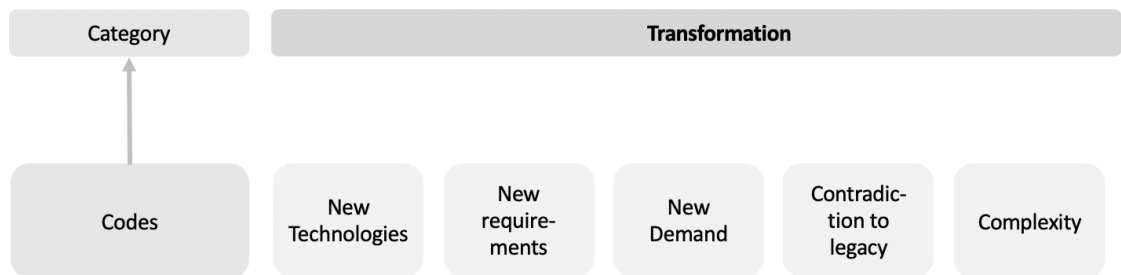 Category
Transformation
Codes
New
Technologies
New
require-
ments
New
Demand
Contradic-
tion to
legacy
Complexity